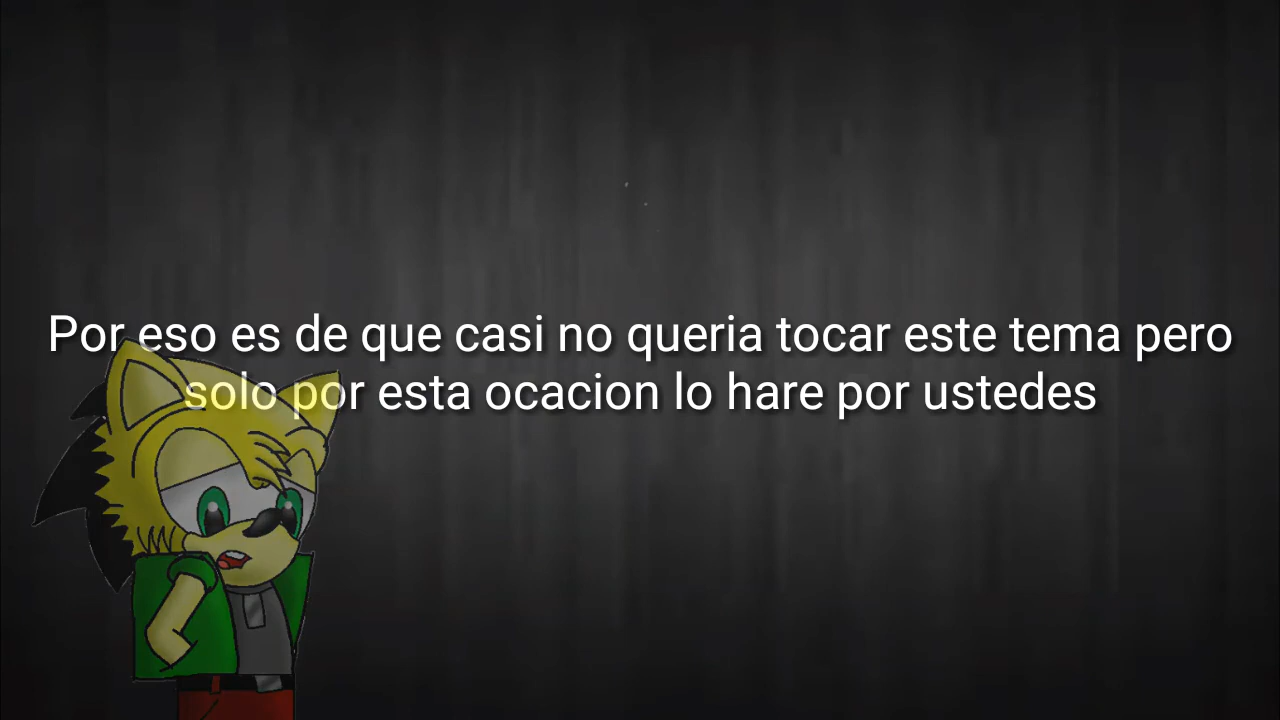 Por eso es de que casi no queria tocar este tema pero
solo por esta ocacion lo hare por ustedes